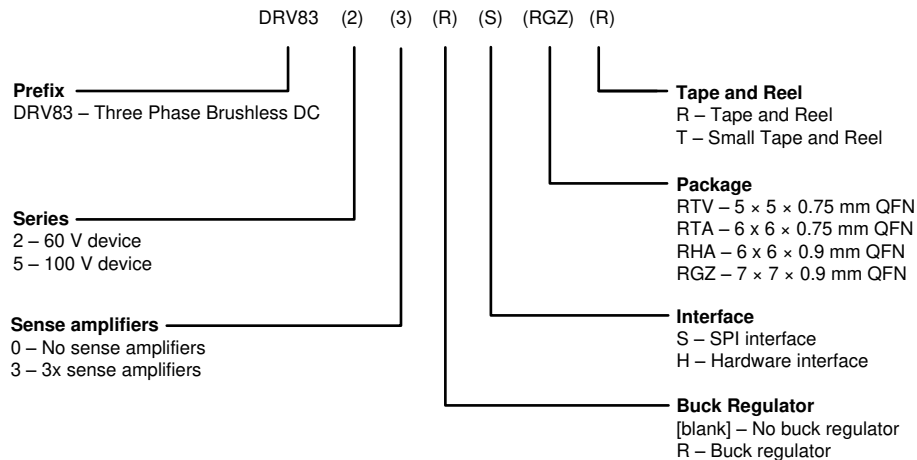 DRV83 (2) (3) (R) (S) (RGZ) (R)
Prefix
DRV83 – Three Phase Brushless DC
Series
2 – 60 V device
5 – 100 V device
Sense amplifiers
0 – No sense amplifiers
3 – 3x sense amplifiers
Tape and Reel
R – Tape and Reel
T – Small Tape and Reel
Package
RTV – 5 × 5 × 0.75 mm QFN
RTA – 6 x 6 × 0.75 mm QFN
RHA – 6 x 6 × 0.9 mm QFN
RGZ – 7 × 7 × 0.9 mm QFN
Interface
S – SPI interface
H – Hardware interface
Buck Regulator
[blank] – No buck regulator
R – Buck regulator